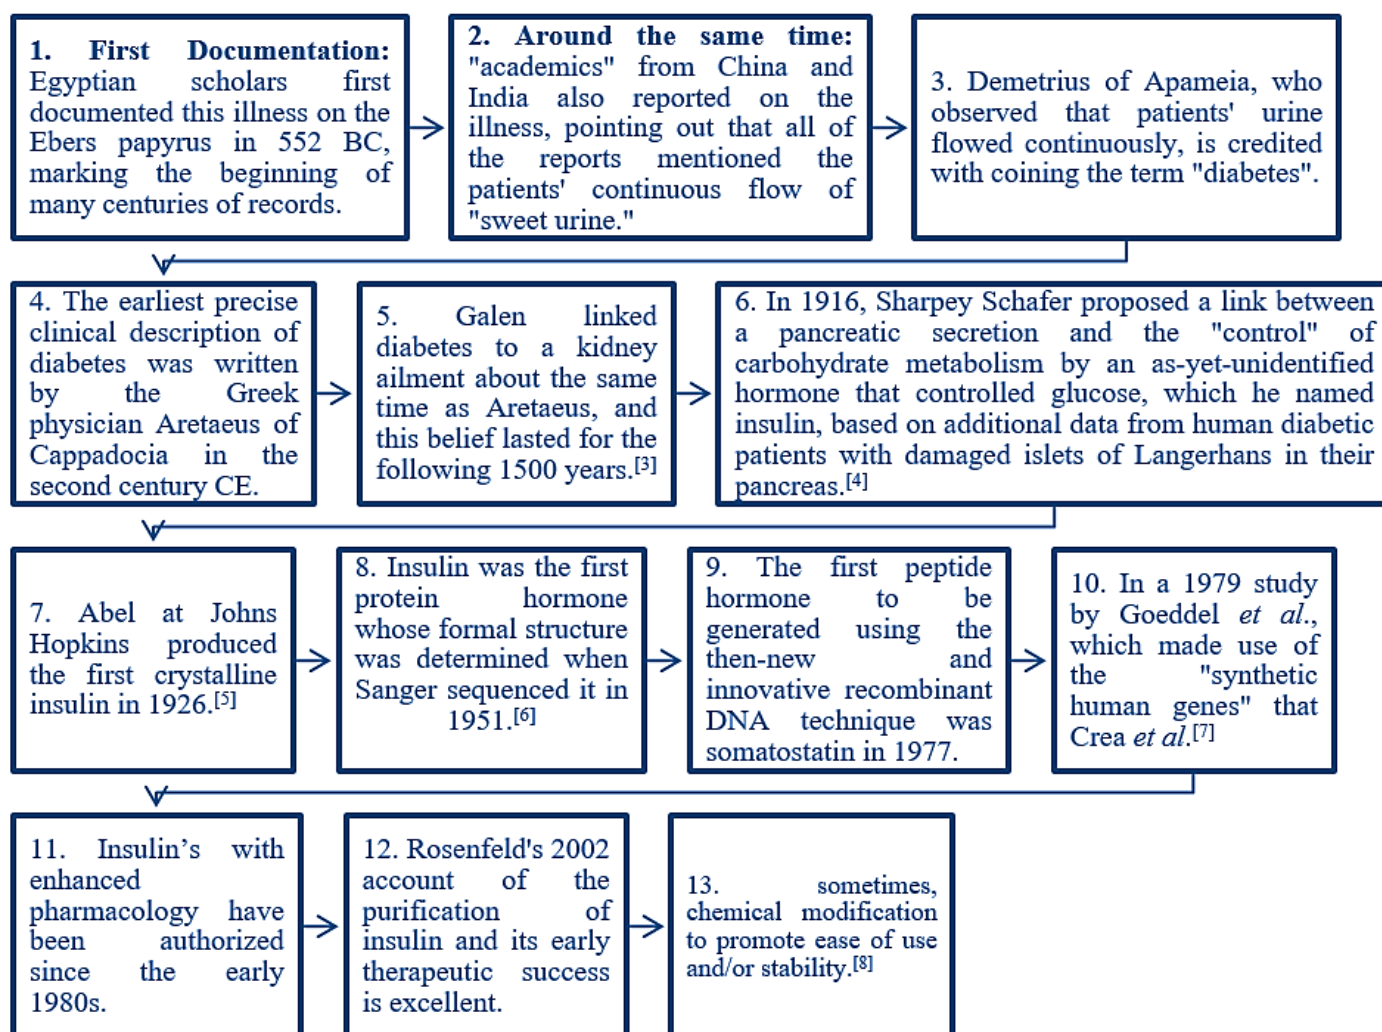 1. First Documentation:
Egyptian scholars first
documented this illness on the
Ebers papyrus in 552 BC,
marking the beginning of
many centuries of records.
2. Around the same time:
"academics" from China and
India also reported on the
illness, pointing out that all of
the reports mentioned the
patients' continuous flow of
"sweet urine."
3. Demetrius of Apameia, who
observed that patients' urine
flowed continuously, is credited
with coining the term "diabetes".
4. The earliest precise
clinical description of
diabetes was written
by the Greek
physician Aretaeus of
Cappadocia in the
second century CE.
5. Galen linked
diabetes to a kidney
ailment about the same
time as Aretaeus, and
this belief lasted for the
following 1500 years.[3]
6. In 1916, Sharpey Schafer proposed a link between
a pancreatic secretion and the "control" of
carbohydrate metabolism by an as-yet-unidentified
hormone that controlled glucose, which he named
insulin, based on additional data from human diabetic
patients with damaged islets of Langerhans in their
pancreas.[4]
7. Abel at Johns
Hopkins produced
the first crystalline
insulin in 1926.[5]
8. Insulin was the first
protein hormone
whose formal structure
was determined when
Sanger sequenced it in
1951.[6]
9. The first peptide
hormone to be
generated using the
then-new and
innovative recombinant
DNA technique was
somatostatin in 1977.
10. In a 1979 study
by Goeddel et al.,
which made use of
the "synthetic
human genes" that
Crea et al.[7]
11. Insulin’s with
enhanced
pharmacology have
been authorized
since the early
1980s.
12. Rosenfeld's 2002
account of the
purification of
insulin and its early
therapeutic success
is excellent.
13. sometimes,
chemical modification
to promote ease of use
and/or stability.[8]